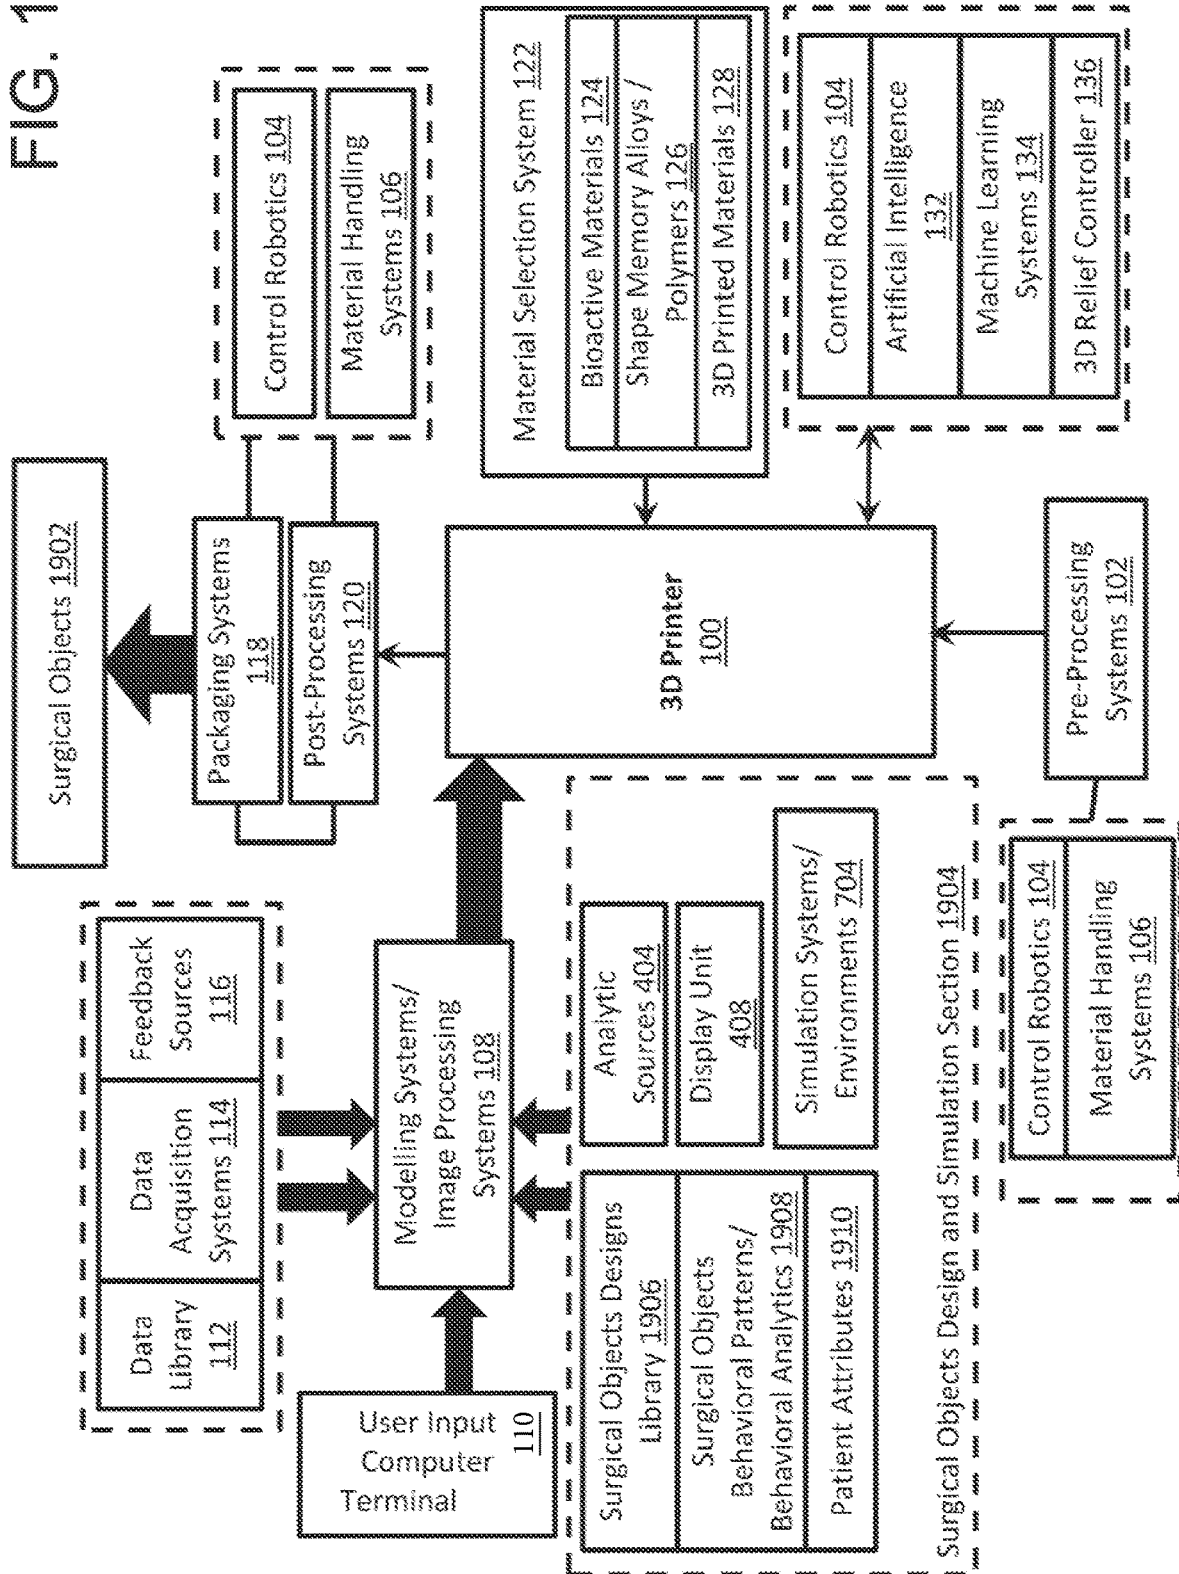 FIG. 1
Surgical Objects 1902
Packaging Systems
118
Post-Processing
Systems 120
Control Robotics 104
Material Handling
Systems 106
Data
Library
112
Data
Acquisition
Systems 114
Feedback
Sources
116
User Input
Computer
Terminal
110
Modelling Systems/
Image Processing
Systems 108
3D Printer
100
Material Selection System 122
Bioactive Materials 124
Shape Memory Alloys /
Polymers 126
3D Printed Materials 128
Control Robotics 104
Artificial Intelligence
132
Machine Learning
Systems 134
3D Relief Controller 136
Surgical Objects Designs
Library 1906
Surgical Objects
Behavioral Patterns/
Behavioral Analytics 1908
Patient Attributes 1910
Analytic
Sources 404
Display Unit
408
Simulation Systems/
Environments 704
Surgical Objects Design and Simulation Section 1904
Pre-Processing
Systems 102
Control Robotics 104
Material Handling
Systems 106